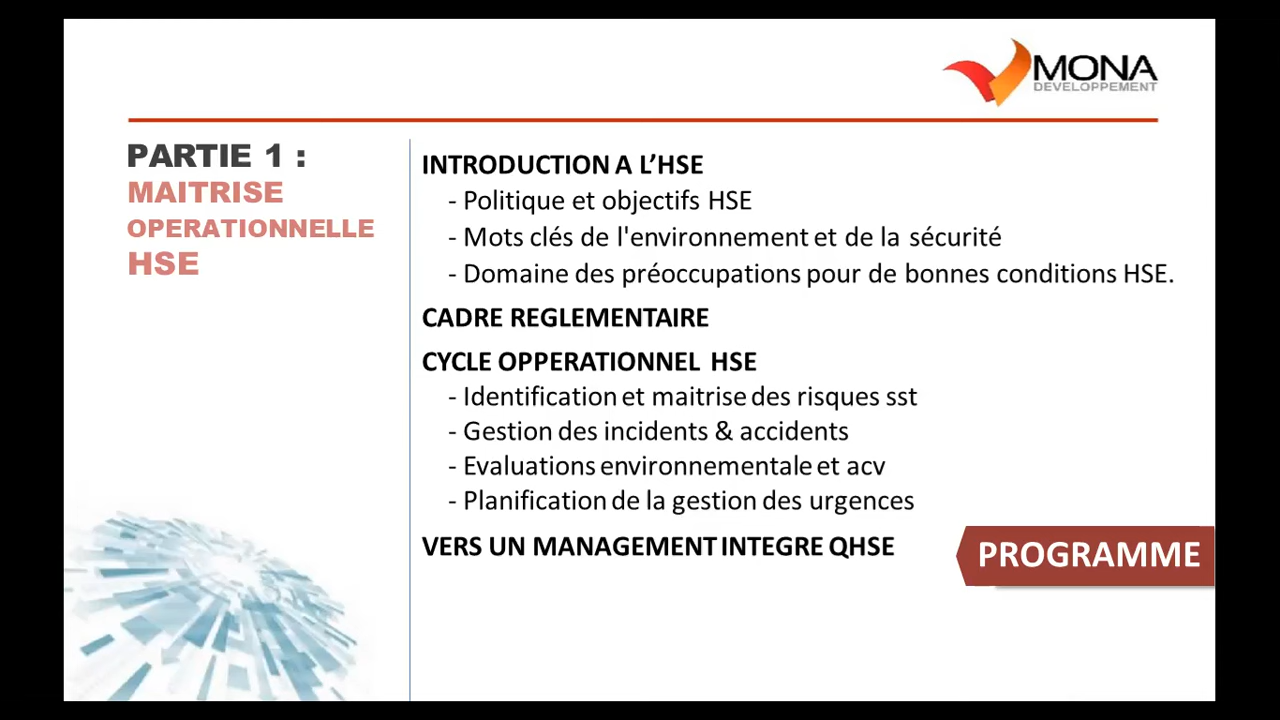 MONA
DEVELOPPEMENT
PARTIE 1 :
MAITRISE
OPERATIONNELLE
HSE
INTRODUCTION A L’HSE
- Politique et objectifs HSE
- Mots clés de l'environnement et de la sécurité
- Domaine des préoccupations pour de bonnes conditions HSE.
CADRE REGLEMENTAIRE
CYCLE OPPERATIONNEL HSE
- Identification et maitrise des risques sst
- Gestion des incidents & accidents
- Evaluations environnementale et acv
- Planification de la gestion des urgences
VERS UN MANAGEMENT INTEGRE QHSE
PROGRAMME